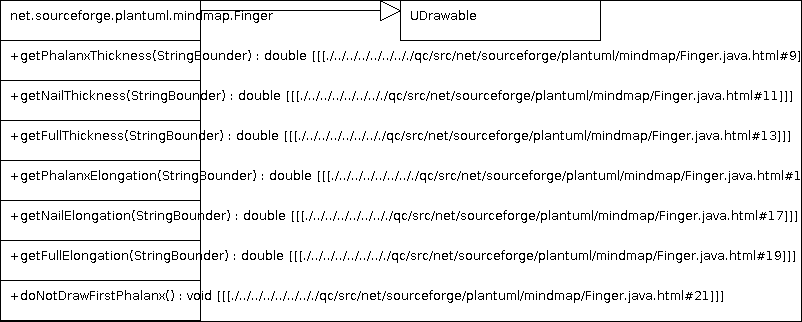 net.sourceforge.plantuml.mindmap.Finger
UDrawable
+getPhalanxThickness(StringBounder) : double [[[./../../../../../../../qc/src/net/sourceforge/plantuml/mindmap/Finger.java.html#9]
+getNailThickness(StringBounder) : double [[[./../../../../../../../qc/src/net/sourceforge/plantuml/mindmap/Finger.java.html#11]]]
+getFullThickness(StringBounder) : double [[[./../../../../../../../qc/src/net/sourceforge/plantuml/mindmap/Finger.java.html#13]]]
+getPhalanxElongation(StringBounder) : double [[[./../../../../../../../qc/src/net/sourceforge/plantuml/mindmap/Finger.java.html#1
+getNailElongation(StringBounder) : double [[[./../../../../../../../qc/src/net/sourceforge/plantuml/mindmap/Finger.java.html#17]]]
+getFullElongation(StringBounder) : double [[[./../../../../../../../qc/src/net/sourceforge/plantuml/mindmap/Finger.java.html#19]]]
+doNotDrawFirstPhalanx() : void [[[./../../../../../../../qc/src/net/sourceforge/plantuml/mindmap/Finger.java.html#21]]]